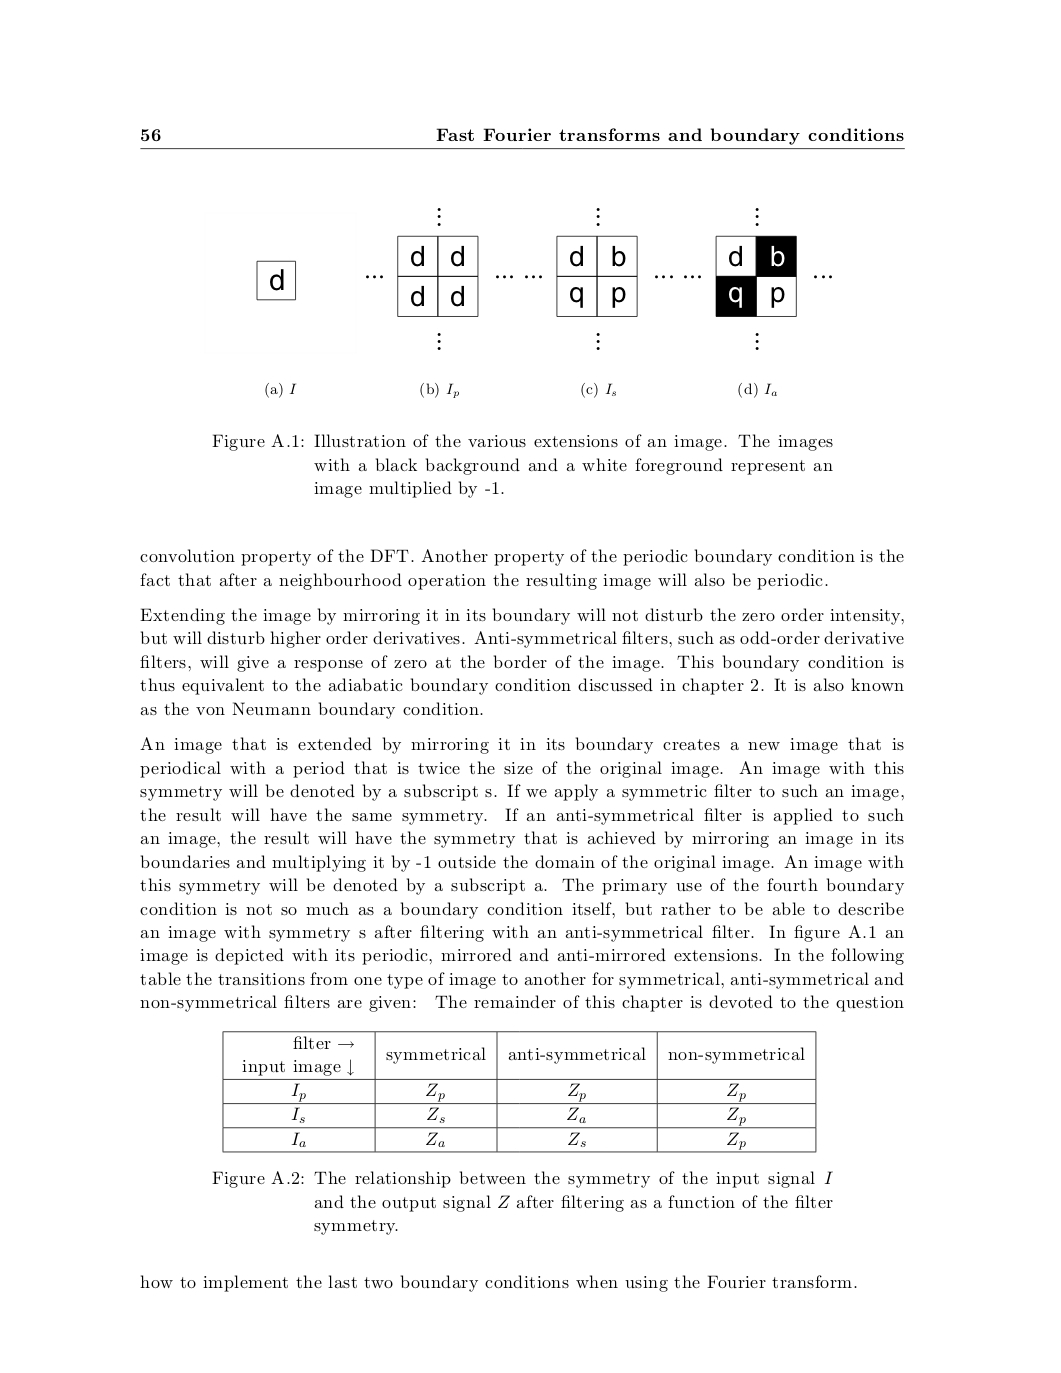 56 Fast Fourier transforms and boundary conditions
⋮ ⋮ ⋮
d d d b d b
d ... ... ... ... ... ...
d d q p q p
⋮ ⋮ ⋮
(a) I (b) I_p (c) I_s (d) I_a
Figure A.1: Illustration of the various extensions of an image. The images
with a black background and a white foreground represent an
image multiplied by -1.
convolution property of the DFT. Another property of the periodic boundary condition is the
fact that after a neighbourhood operation the resulting image will also be periodic.
Extending the image by mirroring it in its boundary will not disturb the zero order intensity,
but will disturb higher order derivatives. Anti-symmetrical filters, such as odd-order derivative
filters, will give a response of zero at the border of the image. This boundary condition is
thus equivalent to the adiabatic boundary condition discussed in chapter 2. It is also known
as the von Neumann boundary condition.
An image that is extended by mirroring it in its boundary creates a new image that is
periodical with a period that is twice the size of the original image. An image with this
symmetry will be denoted by a subscript s. If we apply a symmetric filter to such an image,
the result will have the same symmetry. If an anti-symmetrical filter is applied to such
an image, the result will have the symmetry that is achieved by mirroring an image in its
boundaries and multiplying it by -1 outside the domain of the original image. An image with
this symmetry will be denoted by a subscript a. The primary use of the fourth boundary
condition is not so much as a boundary condition itself, but rather to be able to describe
an image with symmetry s after filtering with an anti-symmetrical filter. In figure A.1 an
image is depicted with its periodic, mirrored and anti-mirrored extensions. In the following
table the transitions from one type of image to another for symmetrical, anti-symmetrical and
non-symmetrical filters are given: The remainder of this chapter is devoted to the question
filter →
input image ↓ symmetrical anti-symmetrical non-symmetrical
I_p Z_p Z_p Z_p
I_s Z_s Z_a Z_p
I_a Z_a Z_s Z_p
Figure A.2: The relationship between the symmetry of the input signal I
and the output signal Z after filtering as a function of the filter
symmetry.
how to implement the last two boundary conditions when using the Fourier transform.